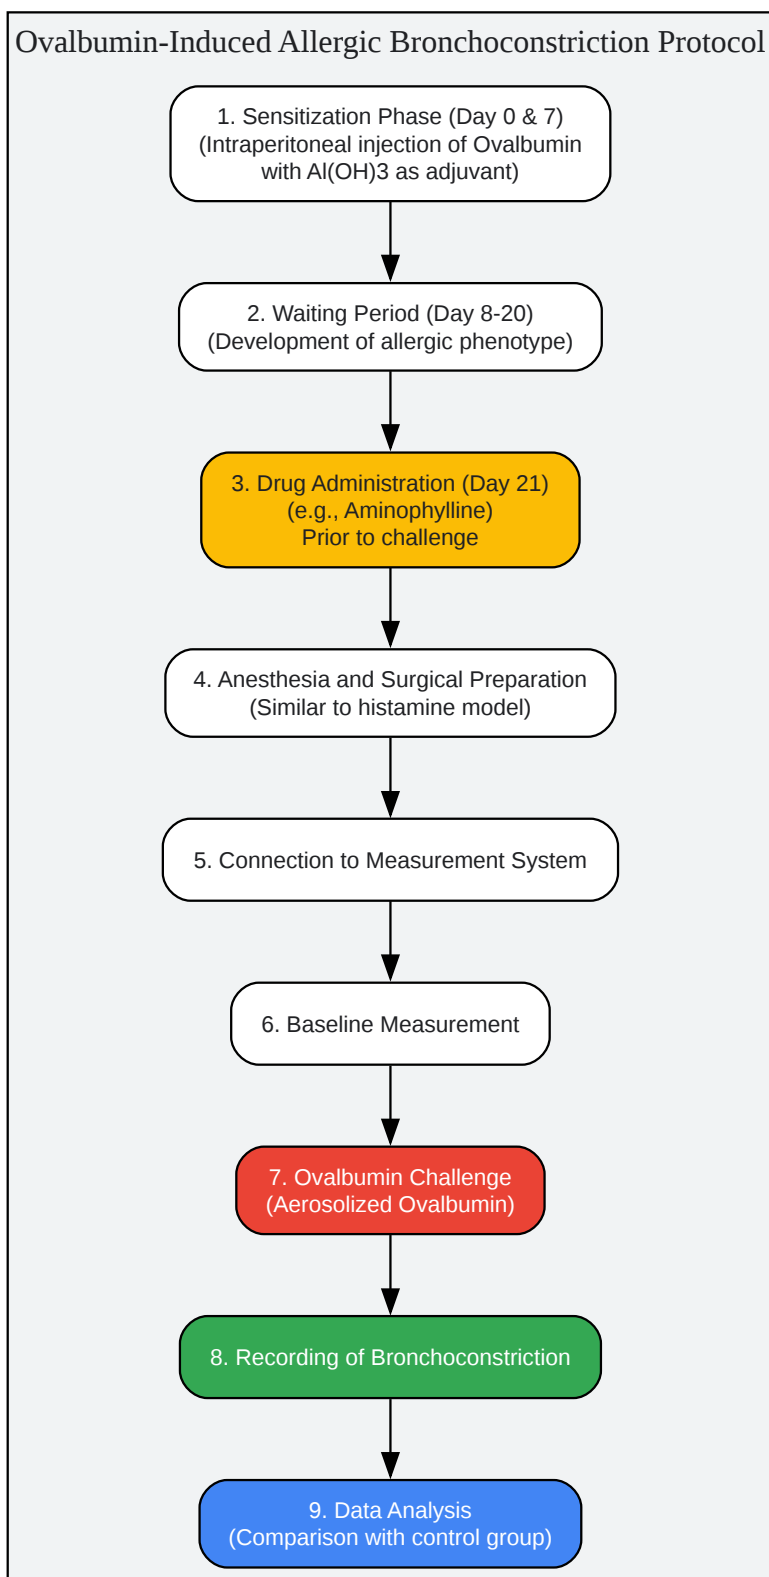 Ovalbumin-Induced Allergic Bronchoconstriction Protocol
1. Sensitization Phase (Day 0 & 7)
(Intraperitoneal injection of Ovalbumin
with Al(OH)3 as adjuvant)
2. Waiting Period (Day 8-20)
(Development of allergic phenotype)
3. Drug Administration (Day 21)
(e.g., Aminophylline)
Prior to challenge
4. Anesthesia and Surgical Preparation
(Similar to histamine model)
5. Connection to Measurement System
6. Baseline Measurement
7. Ovalbumin Challenge
(Aerosolized Ovalbumin)
8. Recording of Bronchoconstriction
9. Data Analysis
(Comparison with control group)